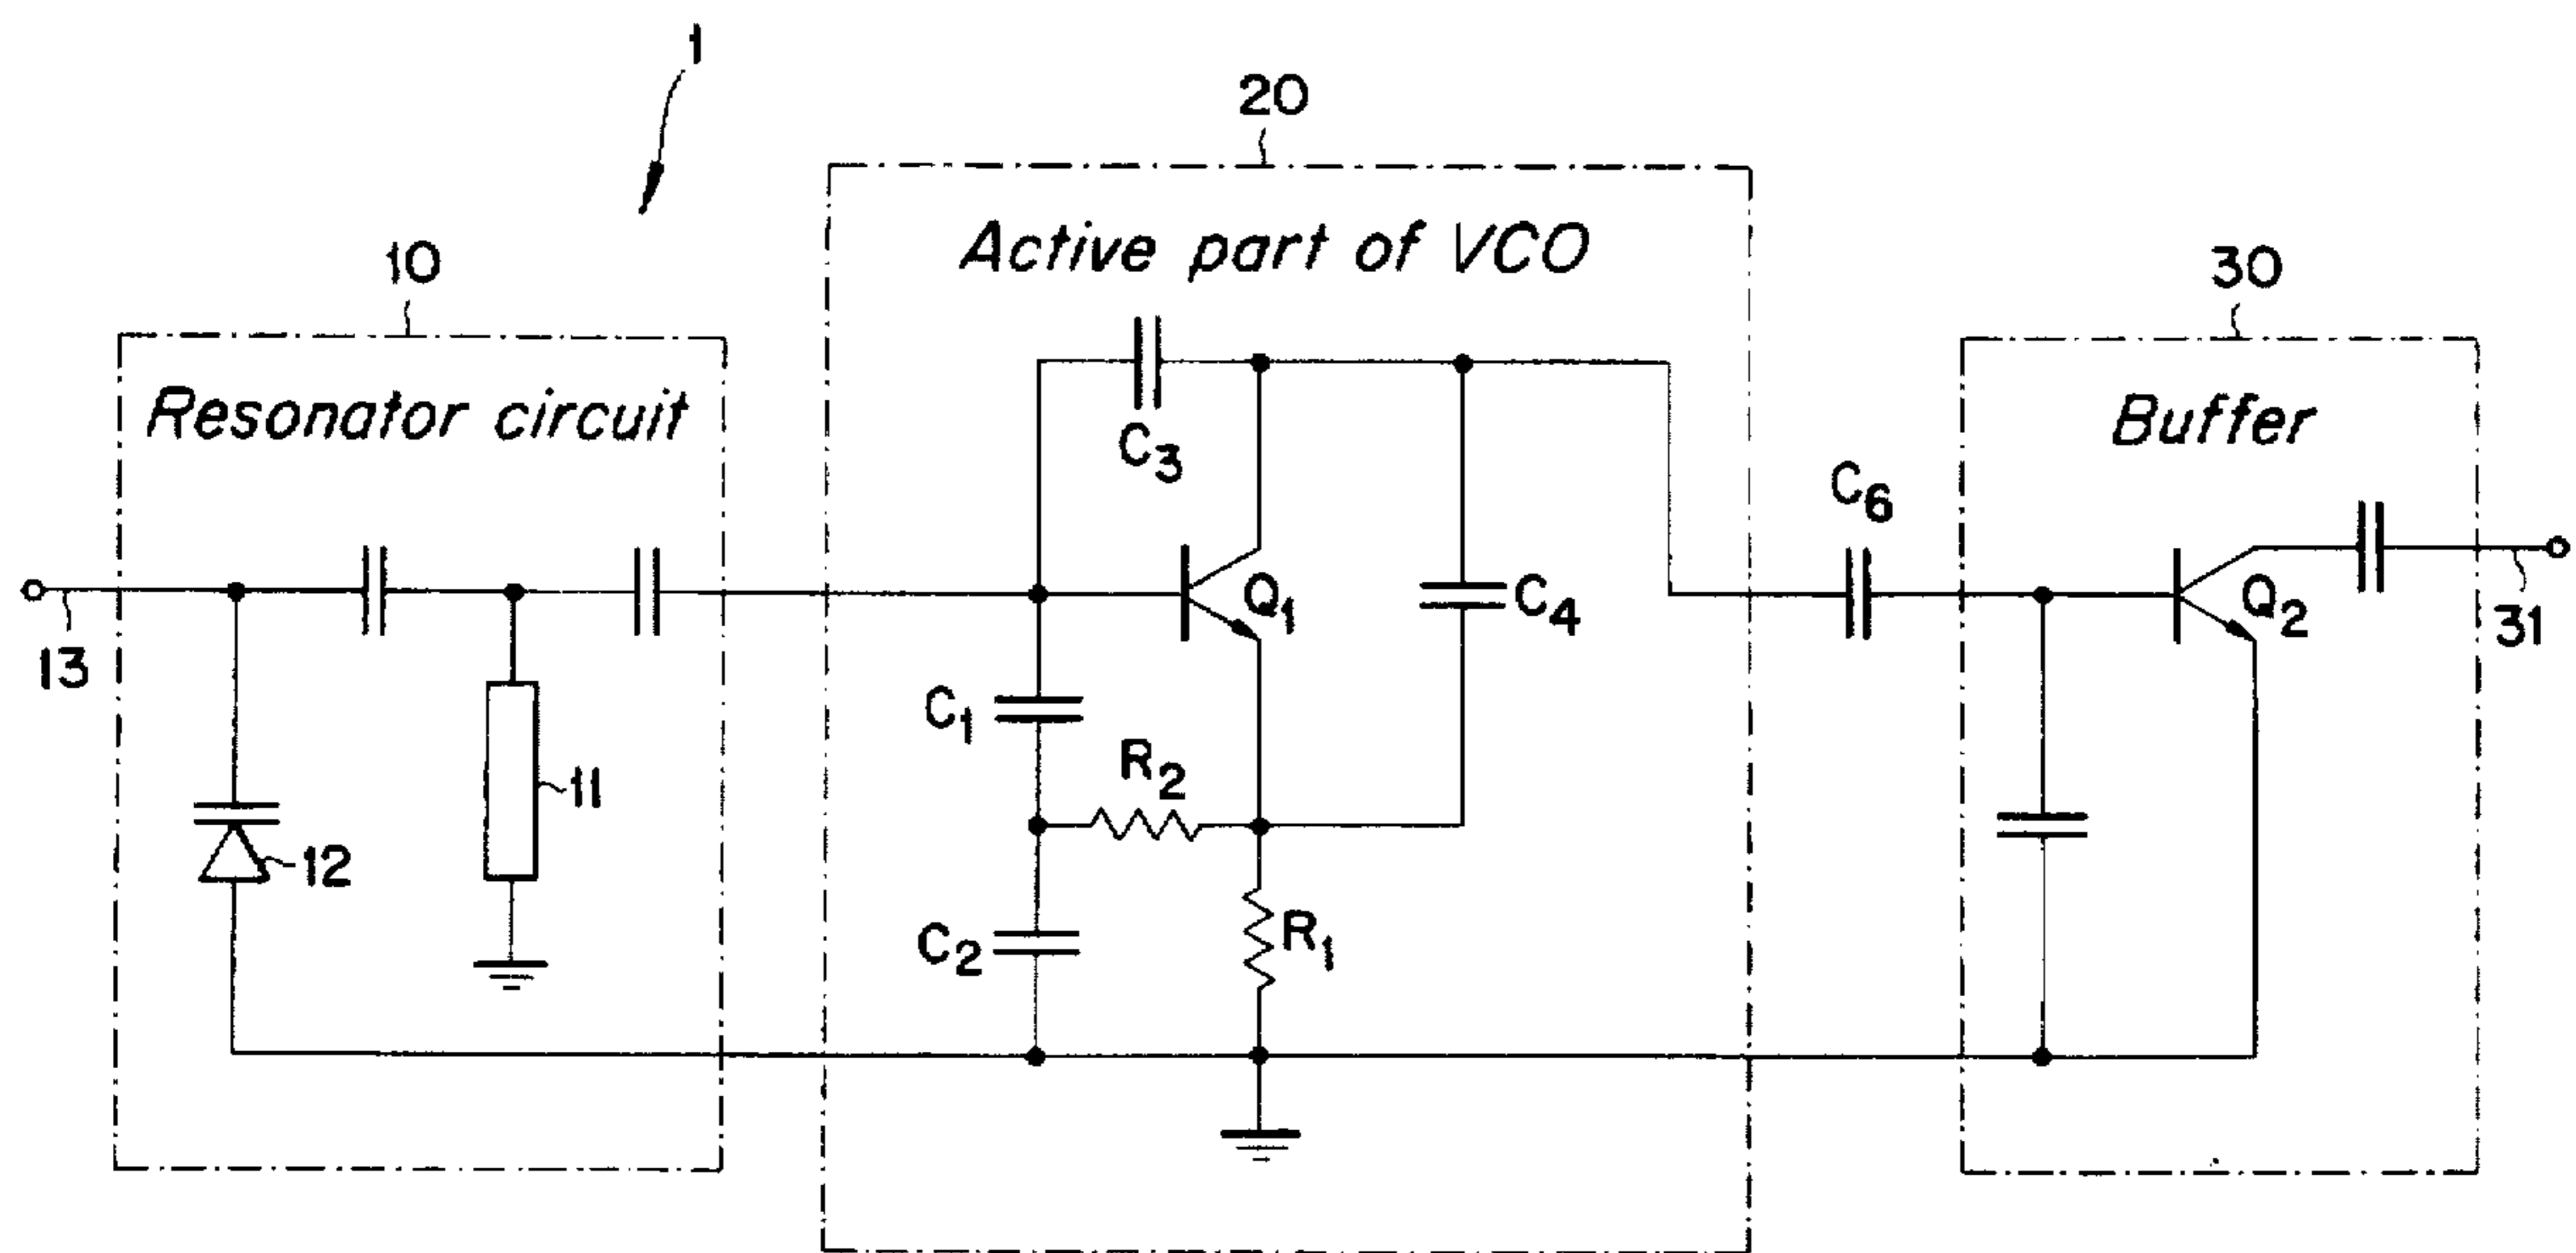 1
20
Active part of VCO
10
30
Resonator circuit
Buffer
C3
C6
Q1
C4
Q2
13
31
C1
R2
11
12
C2
R1